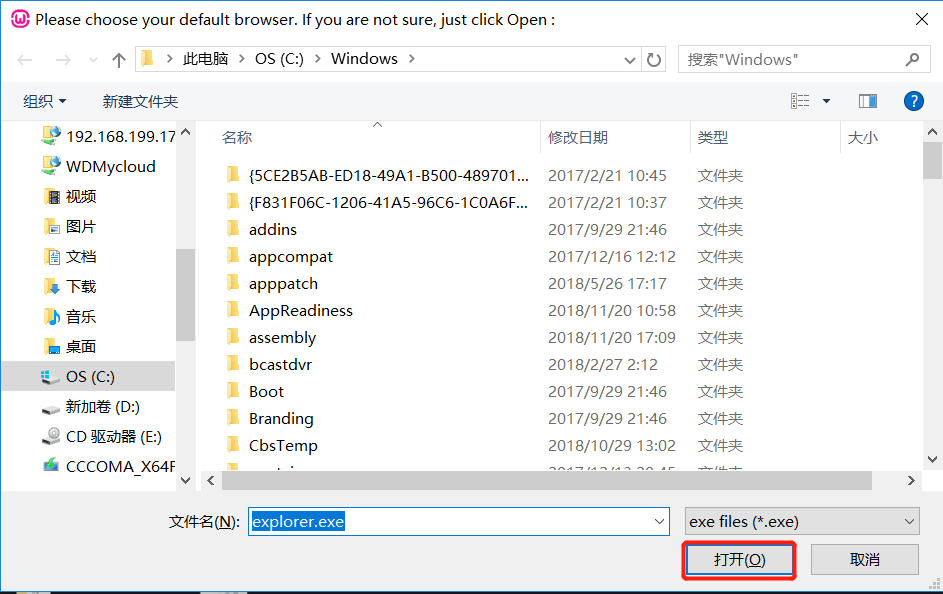 Please choose your default browser. If you are not sure, just click Open :
此电脑 OS (C:) Windows
搜索"Windows"
组织 新建文件夹
名称 修改日期 类型 大小
192.168.199.17
WDMycloud
视频
图片
文档
下载
音乐
桌面
OS (C:)
新加卷 (D:)
CD 驱动器 (E:)
CCCOMA_X64F
{5CE2B5AB-ED18-49A1-B500-489701... 2017/2/21 10:45 文件夹
{F831F06C-1206-41A5-96C6-1C0A6F... 2017/2/21 10:37 文件夹
addins 2017/9/29 21:46 文件夹
appcompat 2017/12/16 12:12 文件夹
apppatch 2018/5/26 17:17 文件夹
AppReadiness 2018/11/20 10:58 文件夹
assembly 2018/11/20 17:09 文件夹
bcastdvr 2018/2/27 2:12 文件夹
Boot 2017/9/29 21:46 文件夹
Branding 2017/9/29 21:46 文件夹
CbsTemp 2018/10/29 13:02 文件夹
文件名(N): explorer.exe exe files (*.exe)
打开(O) 取消